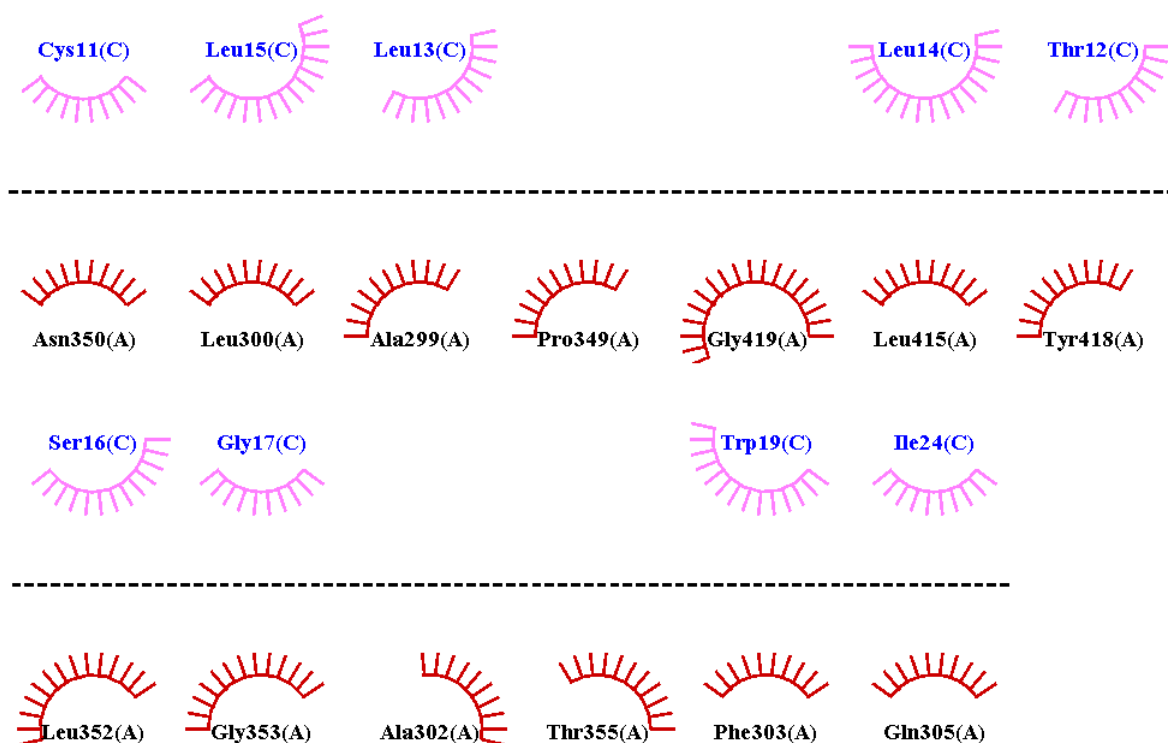 Cys11(C) Leu15(C) Leu13(C) Leu14(C) Thr12(C)
Asn350(A) Leu300(A) Ala299(A) Pro349(A) Gly419(A) Leu415(A) Tyr418(A)
Ser16(C) Gly17(C) Trp19(C) Ile24(C)
Leu352(A) Gly353(A) Ala302(A) Thr355(A) Phe303(A) Gln305(A)